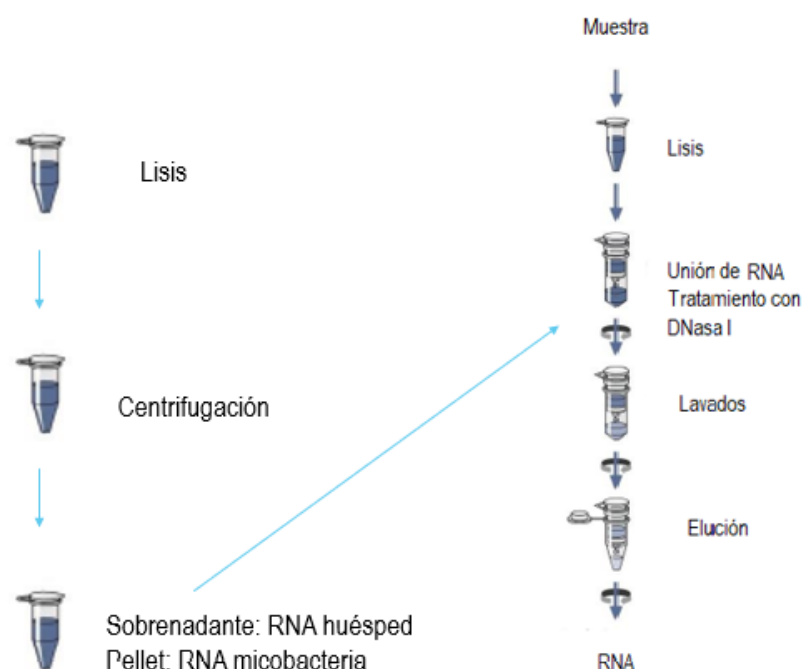 Lisis
Centrifugación
Sobrenadante: RNA huésped
Pellet: RNA micobacteria
Muestra
Lisis
Unión de RNA
Tratamiento con
DNasa I
Lavados
Elución
RNA